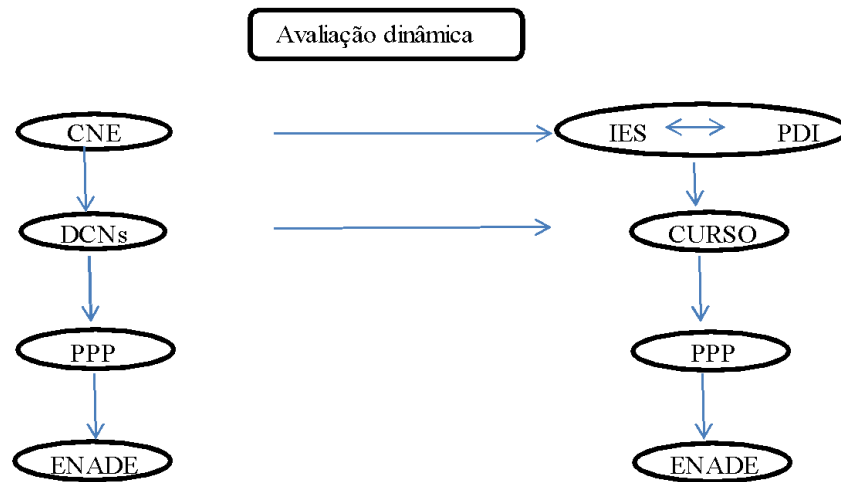 Avaliação dinâmica
CNE
IES PDI
DCNs
CURSO
PPP
PPP
ENADE
ENADE